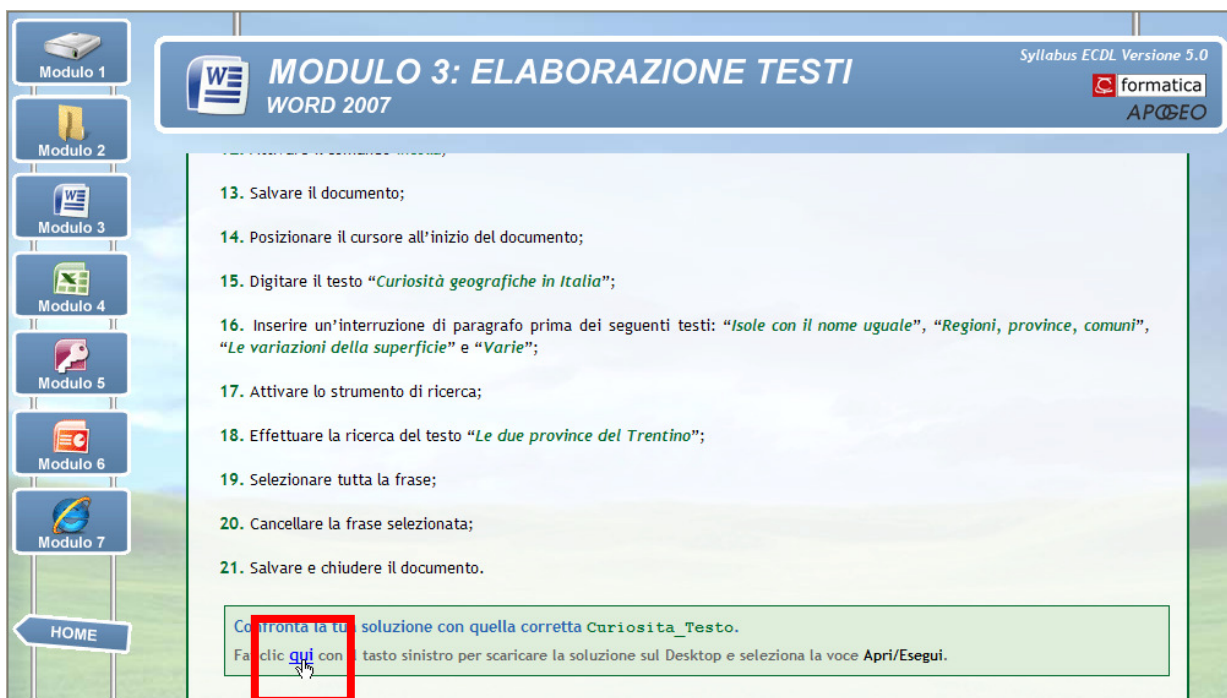 Modulo 1
Modulo 2
Modulo 3
Modulo 4
Modulo 5
Modulo 6
Modulo 7
HOME
MODULO 3: ELABORAZIONE TESTI
WORD 2007
Syllabus ECDL Versione 5.0
formatica
APOGEO
13. Salvare il documento;
14. Posizionare il cursore all'inizio del documento;
15. Digitare il testo “Curiosità geografiche in Italia”;
16. Inserire un'interruzione di paragrafo prima dei seguenti testi: “Isole con il nome uguale”, “Regioni, province, comuni”,
“Le variazioni della superficie” e “Varie”;
17. Attivare lo strumento di ricerca;
18. Effettuare la ricerca del testo “Le due province del Trentino”;
19. Selezionare tutta la frase;
20. Cancellare la frase selezionata;
21. Salvare e chiudere il documento.
Confronta la tua soluzione con quella corretta Curiosita_Testo.
Fai clic qui con il tasto sinistro per scaricare la soluzione sul Desktop e seleziona la voce Apri/Esegui.